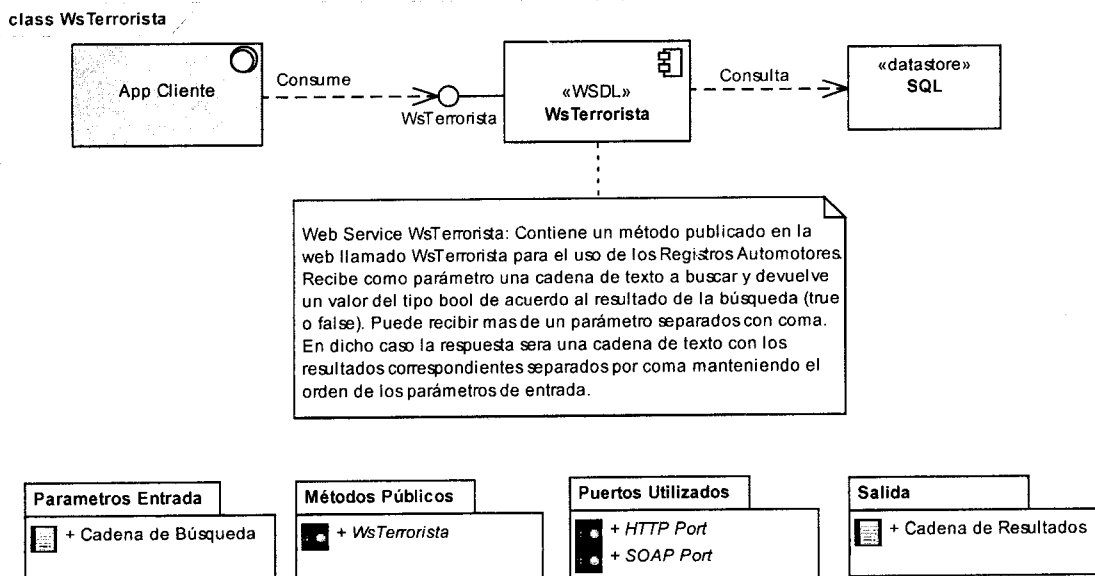 class WsTerrorista
App Cliente
Consume
WsTerrorista
«WSDL»
WsTerrorista
Consulta
«datastore»
SQL
Web Service WsTerrorista: Contiene un método publicado en la
web llamado WsTerrorista para el uso de los Registros Automotores.
Recibe como parámetro una cadena de texto a buscar y devuelve
un valor del tipo bool de acuerdo al resultado de la búsqueda (true
o false). Puede recibir mas de un parámetro separados con coma.
En dicho caso la respuesta sera una cadena de texto con los
resultados correspondientes separados por coma manteniendo el
orden de los parámetros de entrada.
Parametros Entrada
+ Cadena de Búsqueda
Métodos Públicos
+ WsTerrorista
Puertos Utilizados
+ HTTP Port
+ SOAP Port
Salida
+ Cadena de Resultados